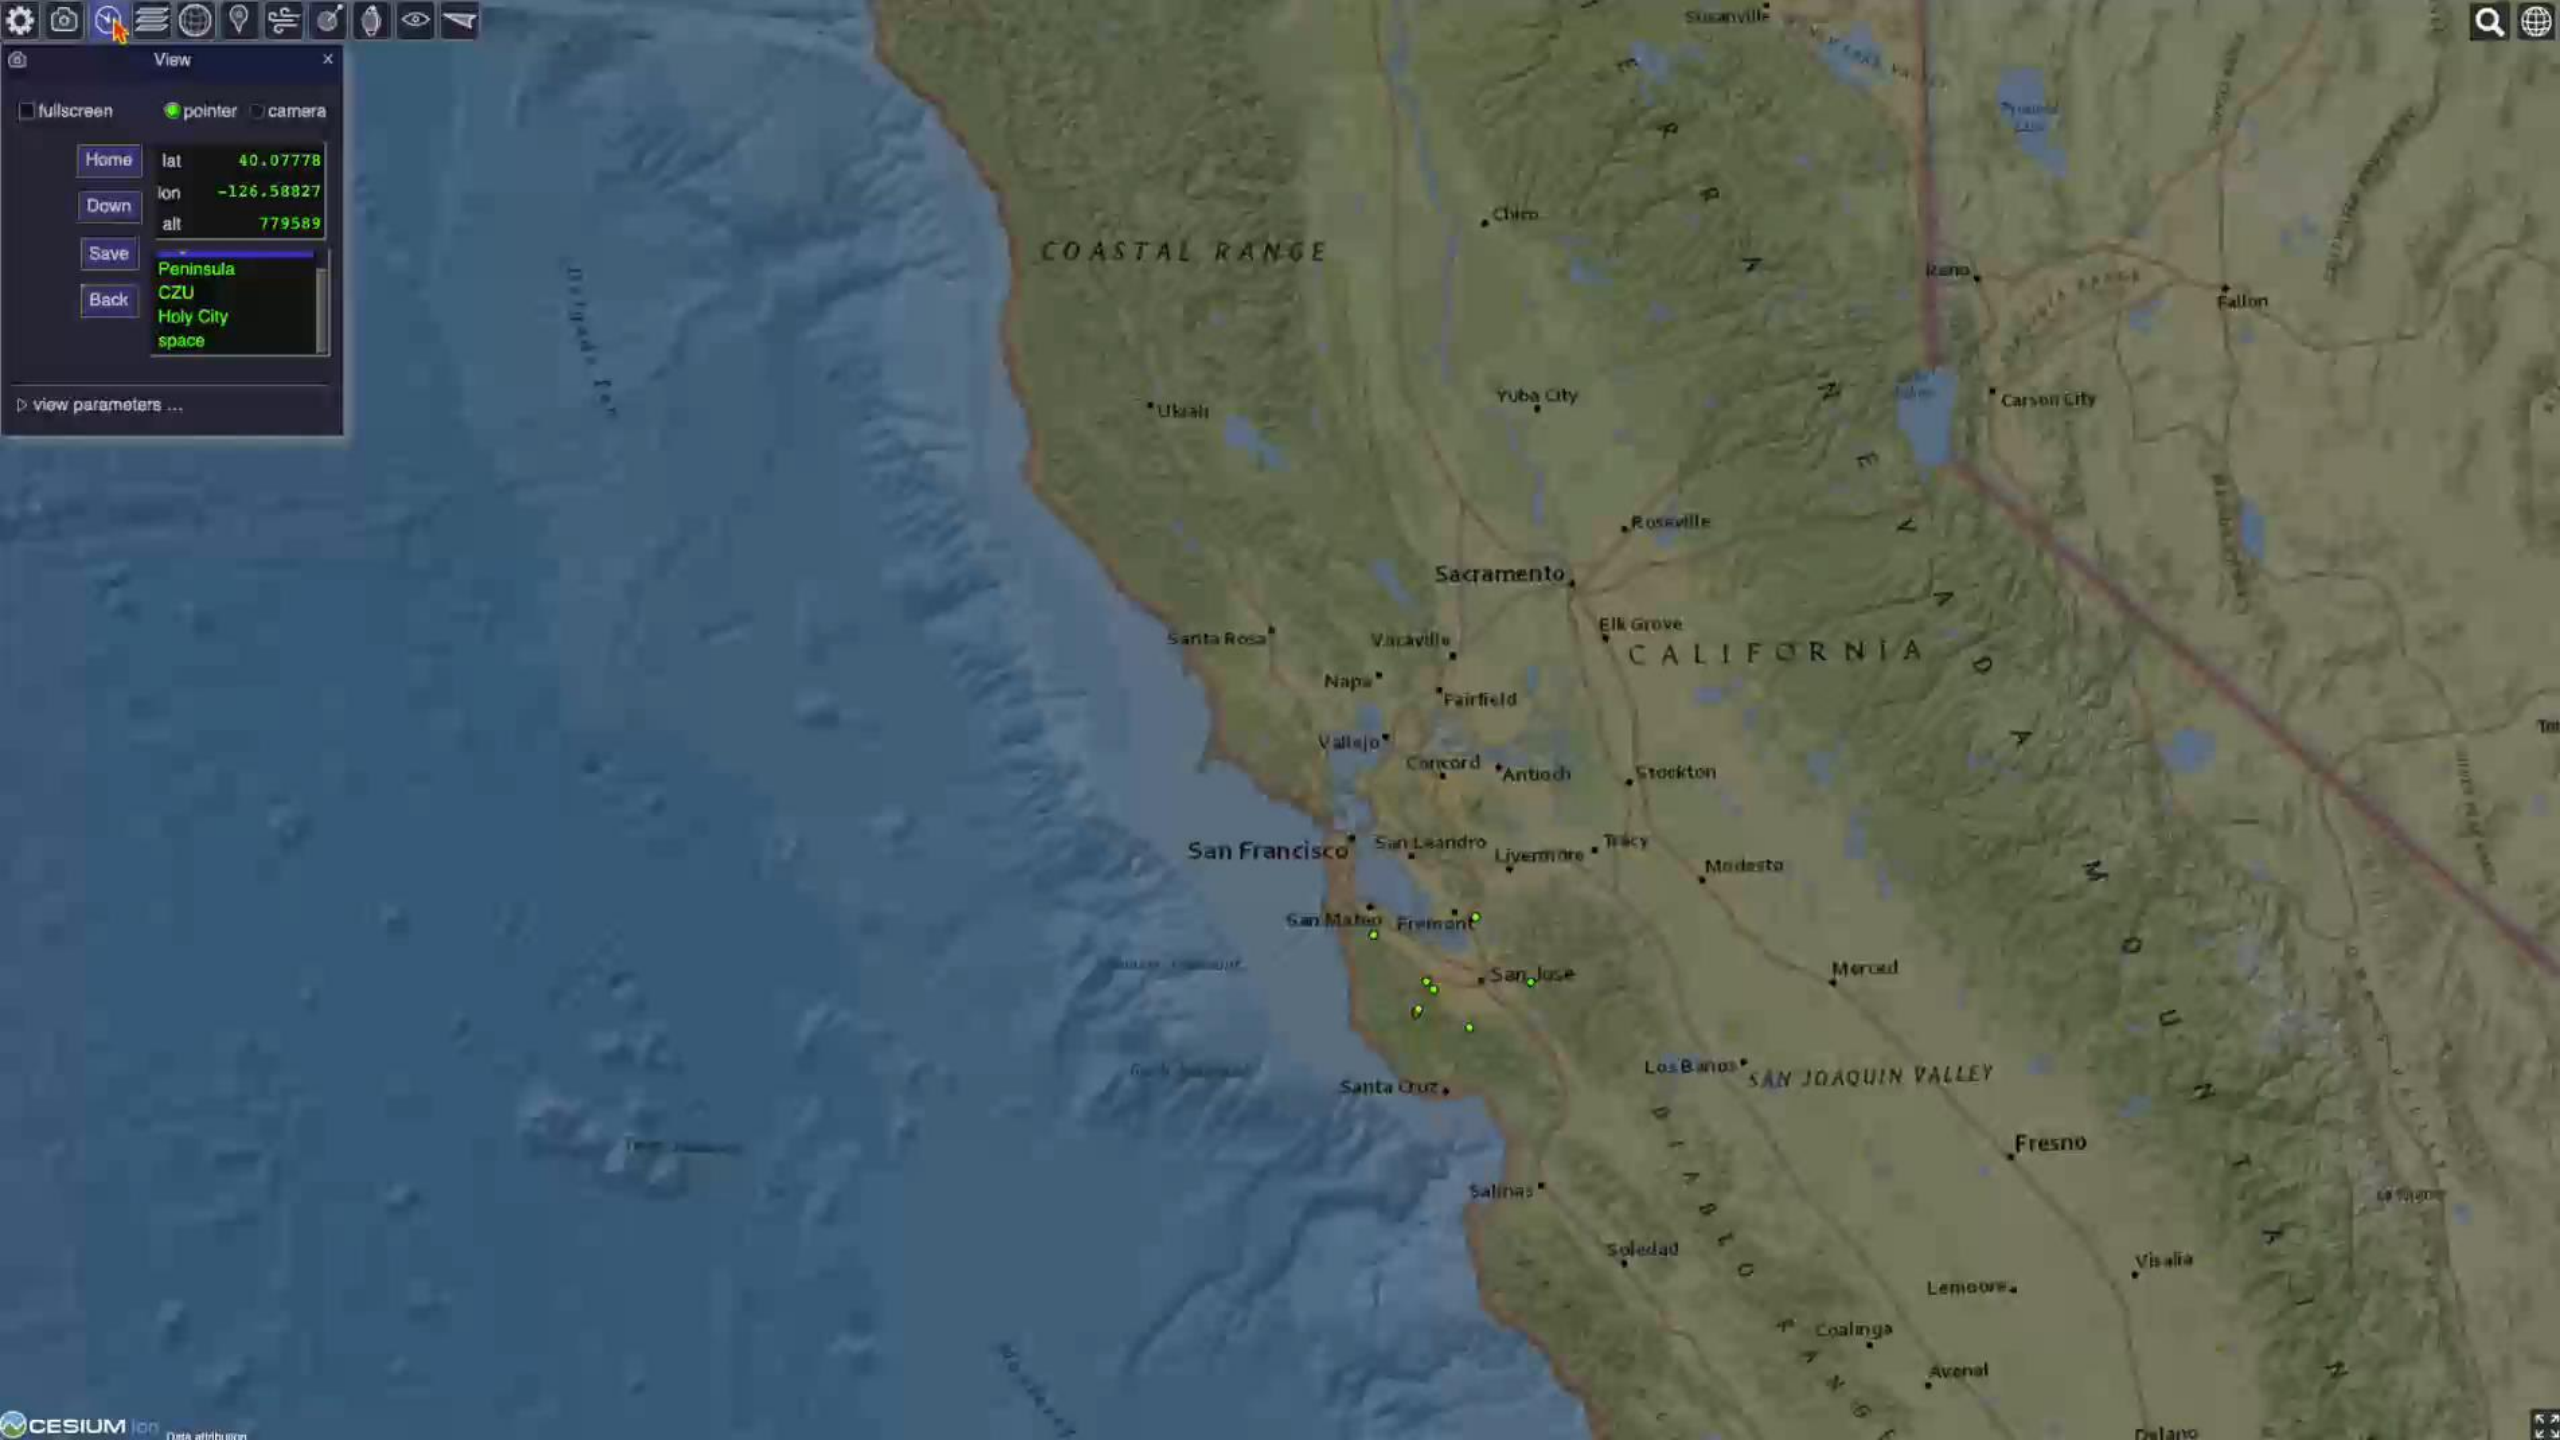 View
×
fullscreen
pointer
camera
Home
lat
40.07778
lon
-126.58827
Down
alt
779589
Save
Peninsula
CZU
Back
Holy City
space
view parameters ...
Susanville
Chico
COASTAL RANGE
Reno
Fallon
Ukiah
Yuba City
Carson City
Roseville
Sacramento
Elk Grove
Santa Rosa
Vacaville
CALIFORNIA
Napa
Fairfield
Vallejo
Concord
Antioch
Stockton
San Francisco
San Leandro
Livermore
Tracy
Modesto
San Mateo
Fremont
San Jose
Merced
Santa Cruz
Los Banos
SAN JOAQUIN VALLEY
Fresno
Salinas
Soledad
Visalia
Lemoore
Coalinga
Avenal
Delano
CESIUM ion
Data attribution